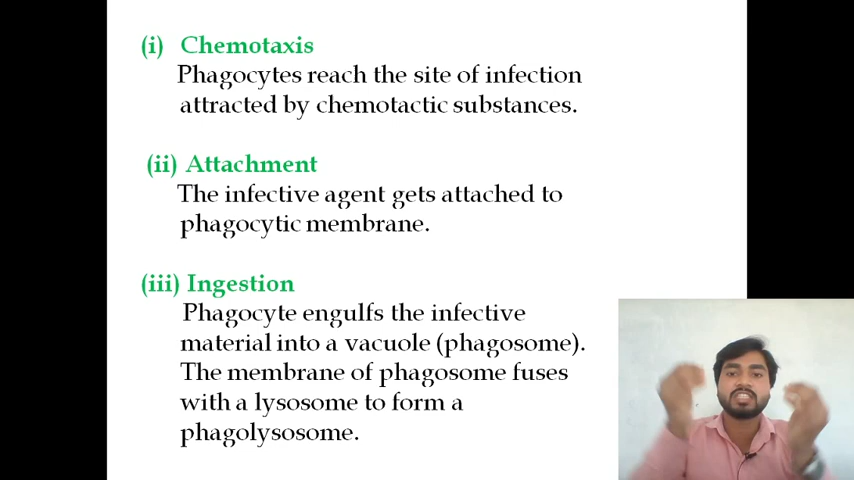 (i) Chemotaxis
Phagocytes reach the site of infection
attracted by chemotactic substances.
(ii) Attachment
The infective agent gets attached to
phagocytic membrane.
(iii) Ingestion
Phagocyte engulfs the infective
material into a vacuole (phagosome).
The membrane of phagosome fuses
with a lysosome to form a
phagolysosome.